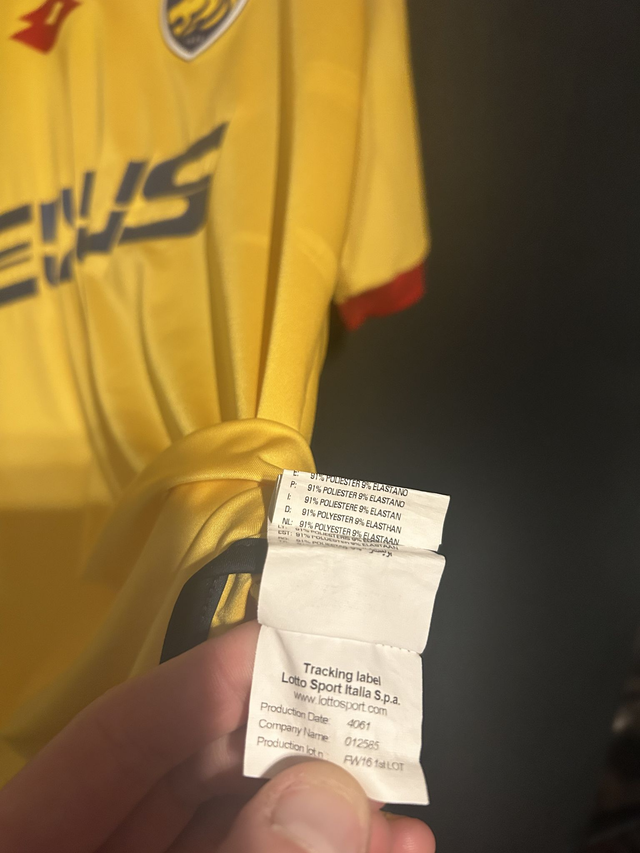 E: 91% POLIESTER 9% ELASTANO
P: 91% POLIESTER 9% ELASTANO
I: 91% POLIESTERE 9% ELASTAN
D: 91% POLYESTER 9% ELASTHAN
NL: 91% POLYESTER 9% ELASTAAN
Tracking label
Lotto Sport Italia S.p.a.
www.lottosport.com
Production Date: 4061
Company Name: 012585
Production lot n.: FW16 1st LOT